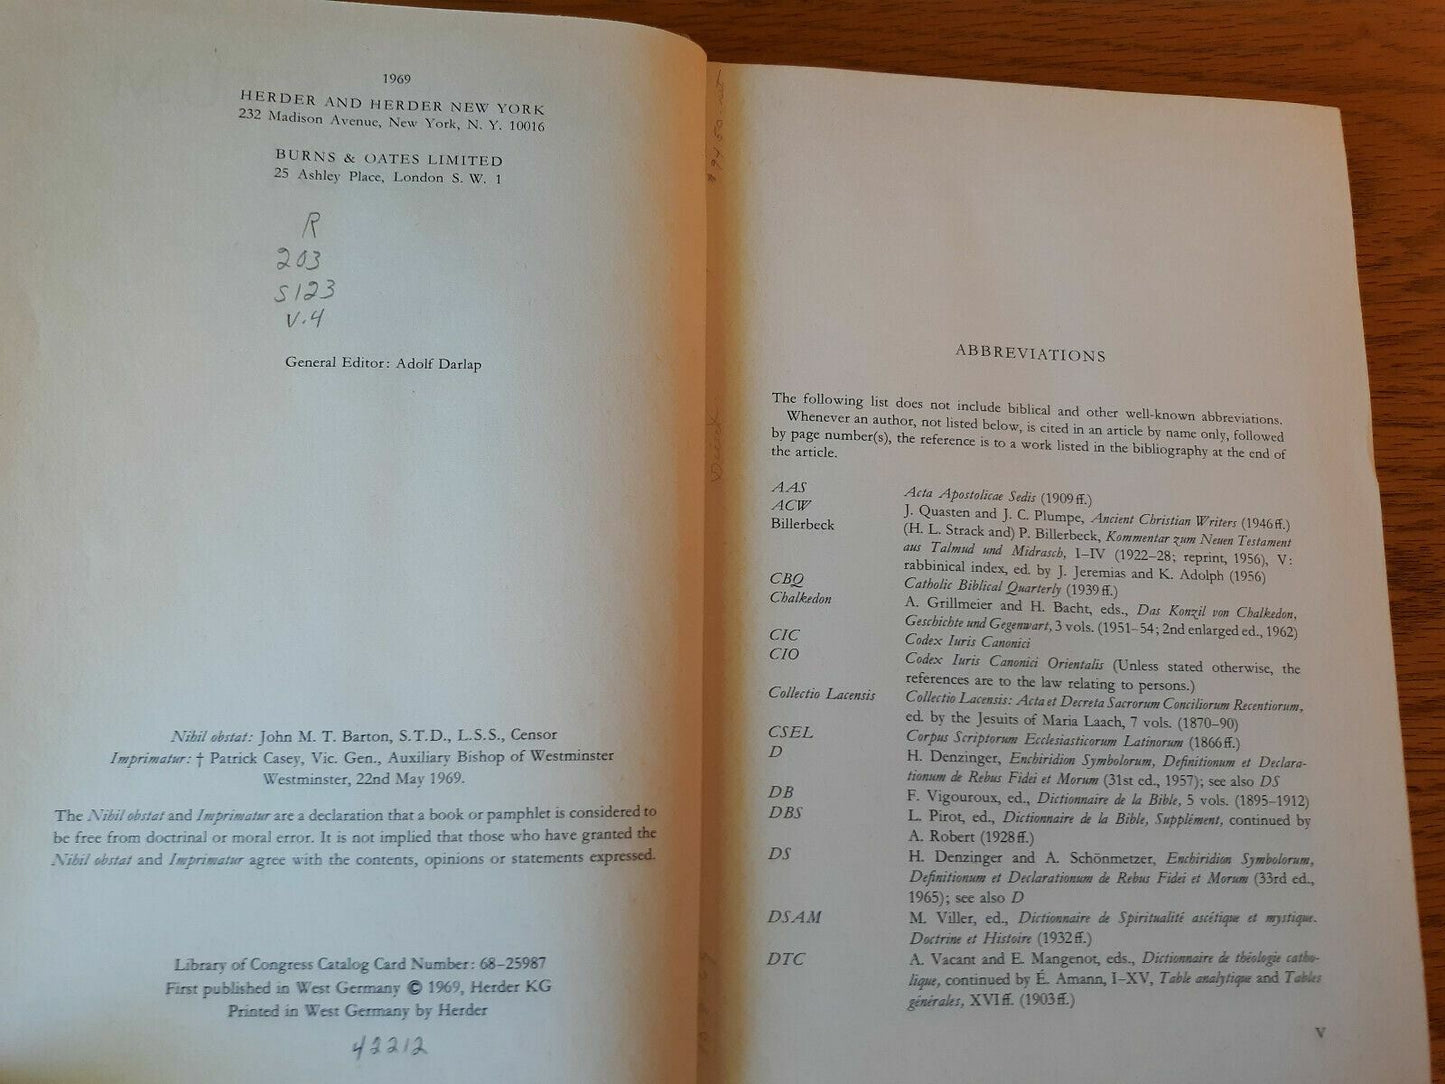 1969
HERDER AND HERDER NEW YORK
232 Madison Avenue, New York, N. Y. 10016
BURNS & OATES LIMITED
25 Ashley Place, London S. W. 1
R
203
S123
V.4
General Editor: Adolf Darlap
Nihil obstat: John M. T. Barton, S.T.D., L.S.S., Censor
Imprimatur: † Patrick Casey, Vic. Gen., Auxiliary Bishop of Westminster
Westminster, 22nd May 1969.
The Nihil obstat and Imprimatur are a declaration that a book or pamphlet is considered to
be free from doctrinal or moral error. It is not implied that those who have granted the
Nihil obstat and Imprimatur agree with the contents, opinions or statements expressed.
Library of Congress Catalog Card Number: 68–25987
First published in West Germany © 1969, Herder KG
Printed in West Germany by Herder
42212
ABBREVIATIONS
The following list does not include biblical and other well-known abbreviations.
Whenever an author, not listed below, is cited in an article by name only, followed
by page number(s), the reference is to a work listed in the bibliography at the end of
the article.
AAS Acta Apostolicae Sedis (1909 ff.)
ACW J. Quasten and J. C. Plumpe, Ancient Christian Writers (1946 ff.)
Billerbeck (H. L. Strack and) P. Billerbeck, Kommentar zum Neuen Testament
aus Talmud und Midrasch, I–IV (1922–28; reprint, 1956), V:
rabbinical index, ed. by J. Jeremias and K. Adolph (1956)
CBQ Catholic Biblical Quarterly (1939 ff.)
Chalkedon A. Grillmeier and H. Bacht, eds., Das Konzil von Chalkedon,
Geschichte und Gegenwart, 3 vols. (1951–54; 2nd enlarged ed., 1962)
CIC Codex Iuris Canonici
CIO Codex Iuris Canonici Orientalis (Unless stated otherwise, the
references are to the law relating to persons.)
Collectio Lacensis Collectio Lacensis: Acta et Decreta Sacrorum Conciliorum Recentiorum,
ed. by the Jesuits of Maria Laach, 7 vols. (1870–90)
CSEL Corpus Scriptorum Ecclesiasticorum Latinorum (1866 ff.)
D H. Denzinger, Enchiridion Symbolorum, Definitionum et Declara-
tionum de Rebus Fidei et Morum (31st ed., 1957); see also DS
DB F. Vigouroux, ed., Dictionnaire de la Bible, 5 vols. (1895–1912)
DBS L. Pirot, ed., Dictionnaire de la Bible, Supplément, continued by
A. Robert (1928 ff.)
DS H. Denzinger and A. Schönmetzer, Enchiridion Symbolorum,
Definitionum et Declarationum de Rebus Fidei et Morum (33rd ed.,
1965); see also D
DSAM M. Viller, ed., Dictionnaire de Spiritualité ascétique et mystique.
Doctrine et Histoire (1932 ff.)
DTC A. Vacant and E. Mangenot, eds., Dictionnaire de théologie catho-
lique, continued by É. Amann, I–XV, Table analytique and Tables
générales, XVI ff. (1903 ff.)
V